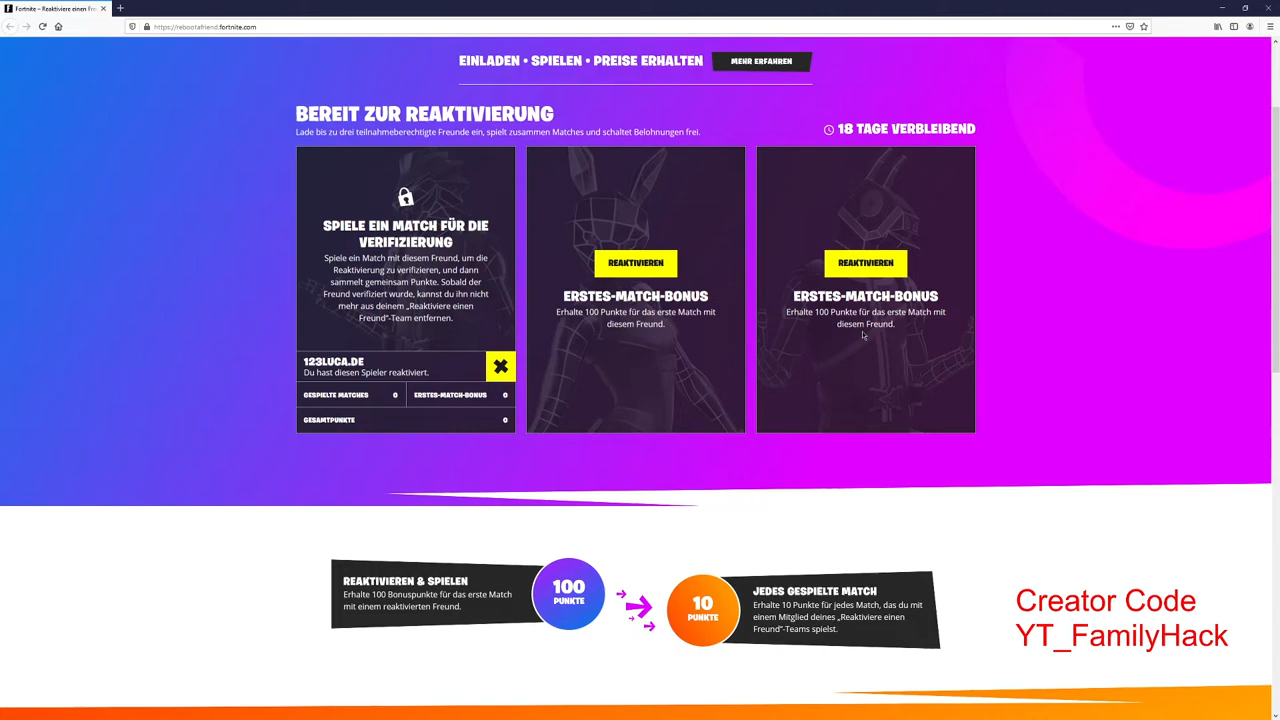 Fortnite – Reaktiviere einen Fre
https://rebootafriend.fortnite.com
EINLADEN • SPIELEN • PREISE ERHALTEN
MEHR ERFAHREN
BEREIT ZUR REAKTIVIERUNG
Lade bis zu drei teilnahmeberechtigte Freunde ein, spielt zusammen Matches und schaltet Belohnungen frei.
18 TAGE VERBLEIBEND
SPIELE EIN MATCH FÜR DIE
VERIFIZIERUNG
Spiele ein Match mit diesem Freund, um die
Reaktivierung zu verifizieren, und dann
sammelt gemeinsam Punkte. Sobald der
Freund verifiziert wurde, kannst du ihn nicht
mehr aus deinem „Reaktiviere einen
Freund“-Team entfernen.
123LUCA.DE
Du hast diesen Spieler reaktiviert.
GESPIELTE MATCHES 0
ERSTES-MATCH-BONUS 0
GESAMTPUNKTE 0
REAKTIVIEREN
ERSTES-MATCH-BONUS
Erhalte 100 Punkte für das erste Match mit
diesem Freund.
REAKTIVIEREN
ERSTES-MATCH-BONUS
Erhalte 100 Punkte für das erste Match mit
diesem Freund.
REAKTIVIEREN & SPIELEN
Erhalte 100 Bonuspunkte für das erste Match
mit einem reaktivierten Freund.
100
PUNKTE
10
PUNKTE
JEDES GESPIELTE MATCH
Erhalte 10 Punkte für jedes Match, das du mit
einem Mitglied deines „Reaktiviere einen
Freund“-Teams spielst.
Creator Code
YT_FamilyHack